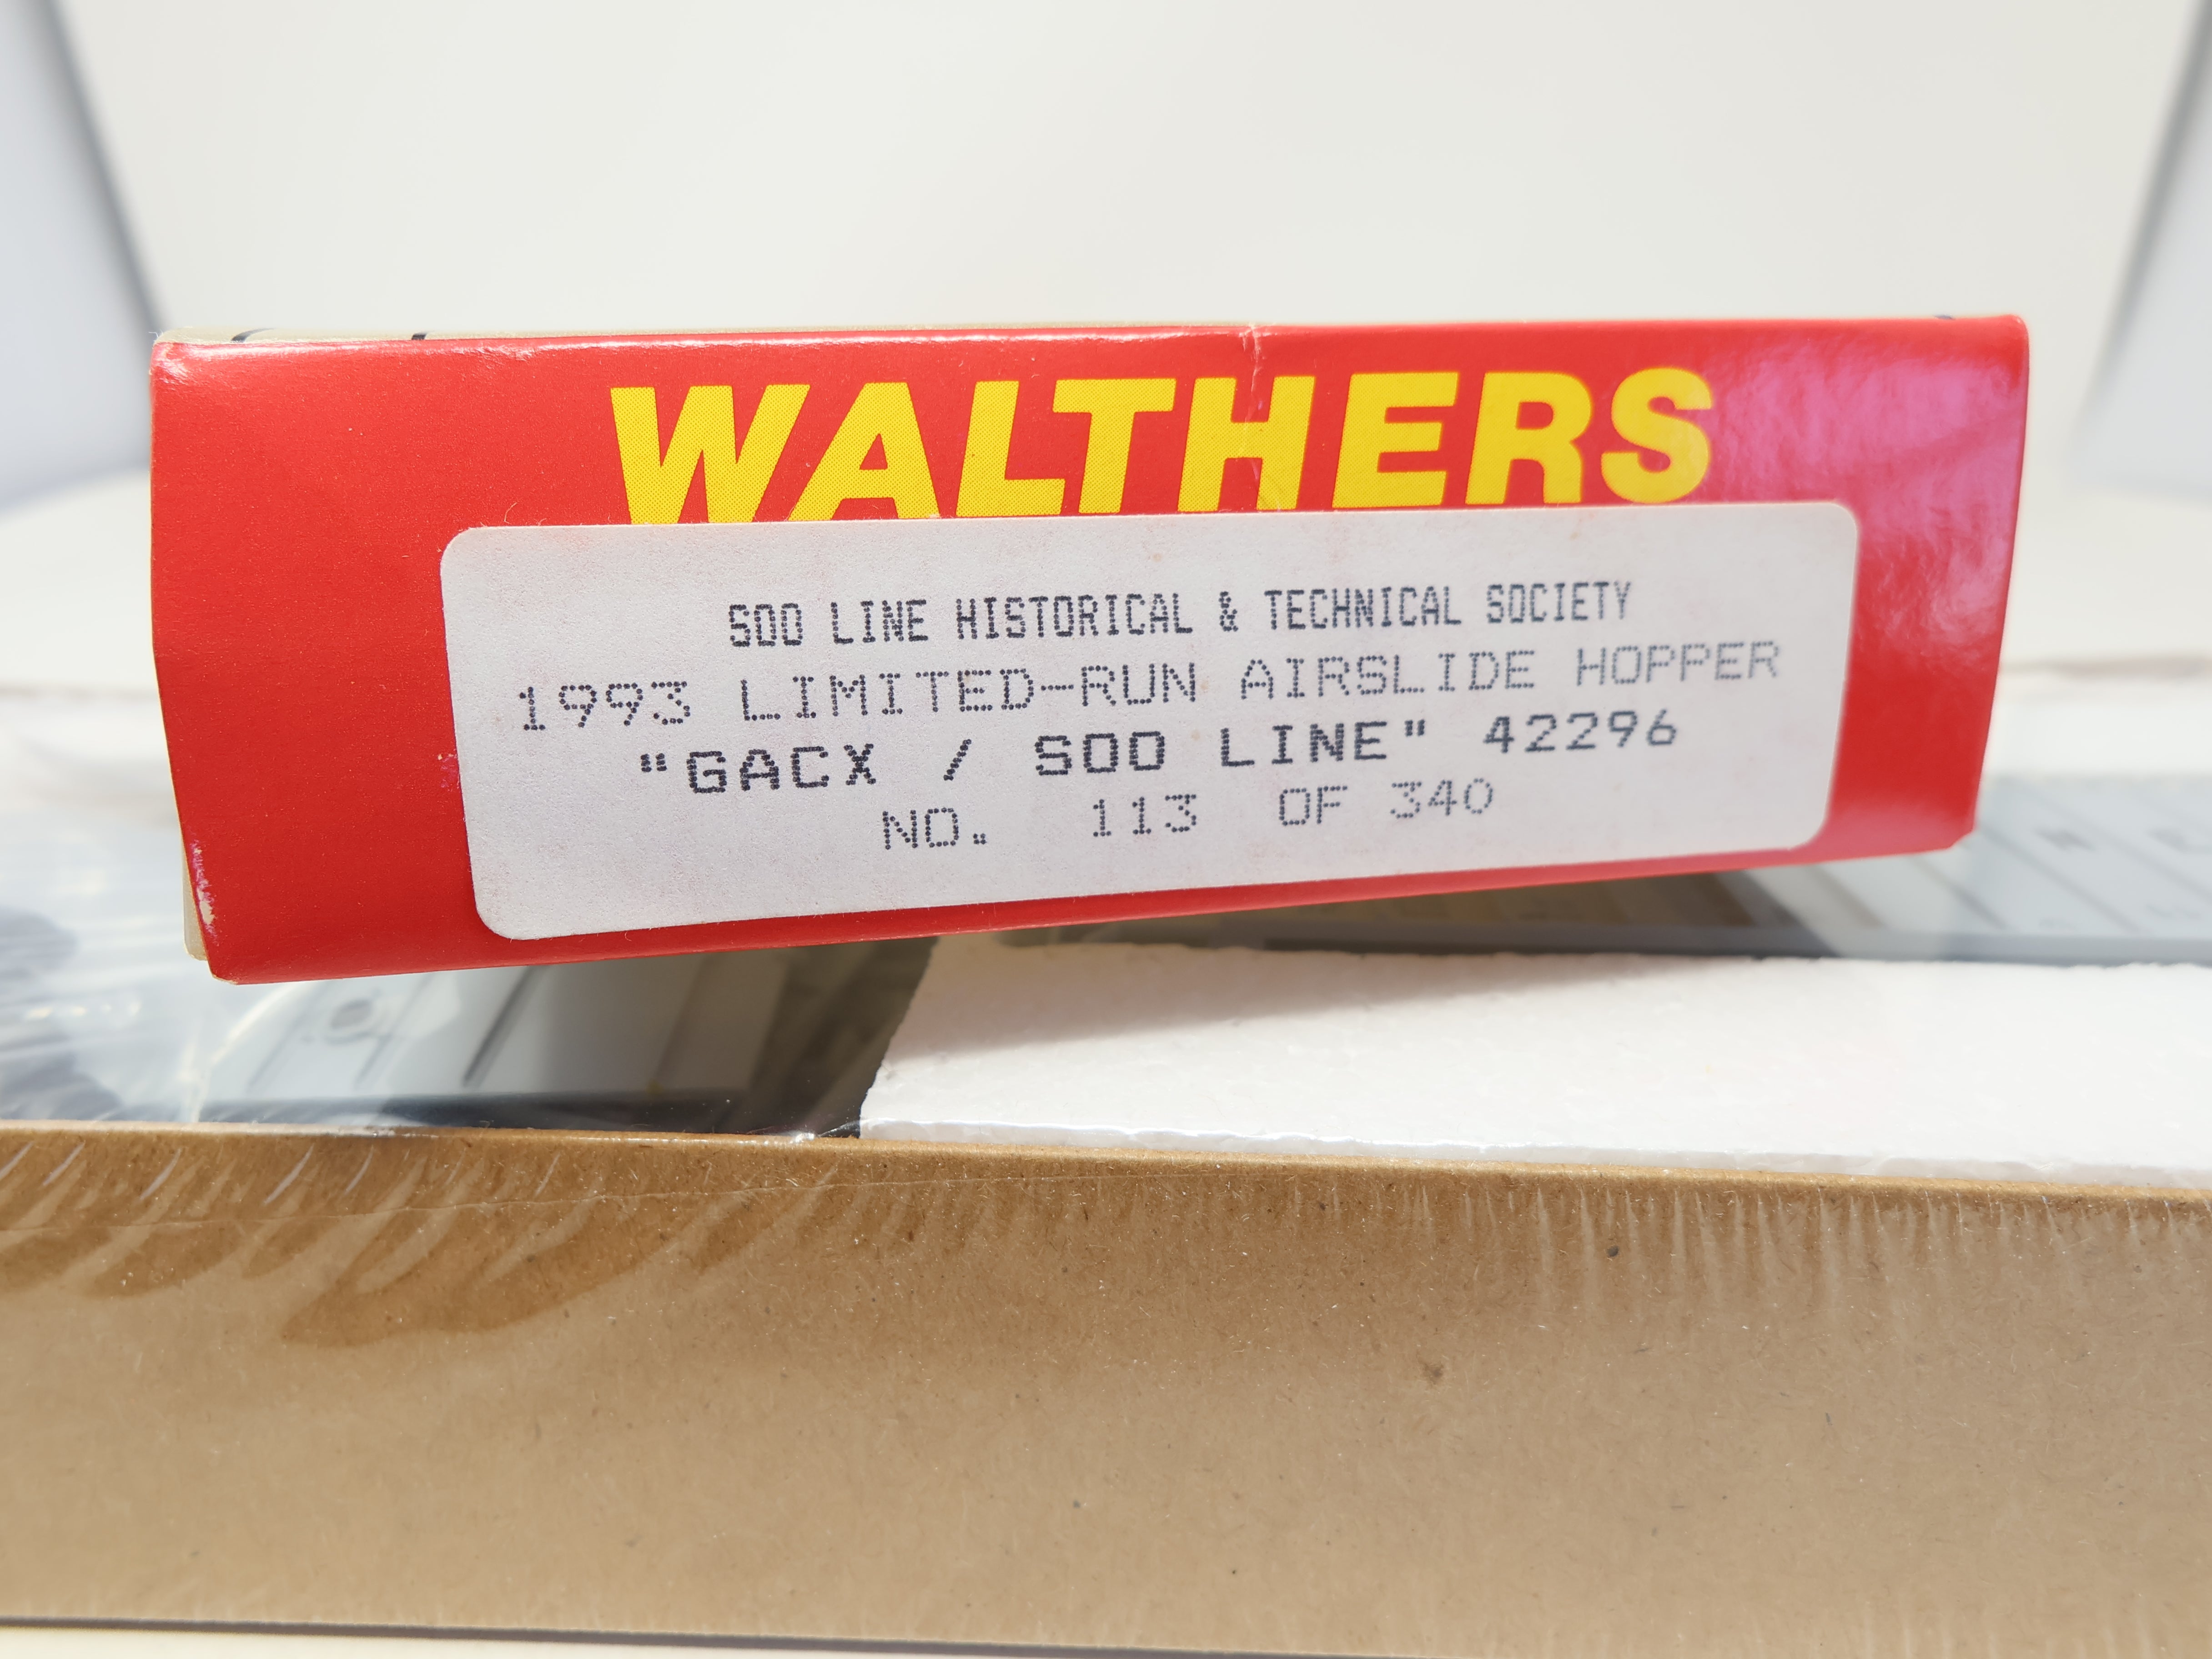 WALTHERS
SOO LINE HISTORICAL & TECHNICAL SOCIETY
1993 LIMITED-RUN AIRSLIDE HOPPER
"GACX / SOO LINE" 42296
NO. 113 OF 340